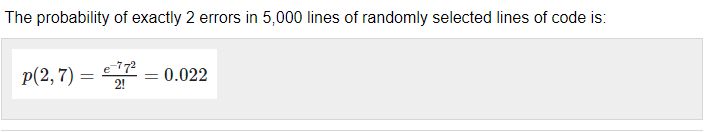 The probability of exactly 2 errors in 5,000 lines of randomly selected lines of code is:
p(2, 7) = \frac{e^{-7}7^2}{2!} = 0.022